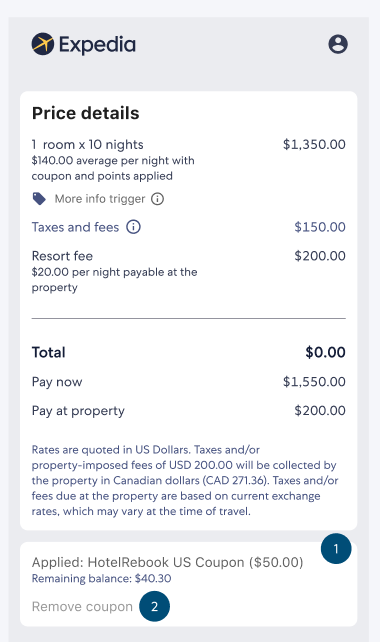 Expedia
Price details
1 room x 10 nights $1,350.00
$140.00 average per night with
coupon and points applied
More info trigger
Taxes and fees $150.00
Resort fee $200.00
$20.00 per night payable at the
property
Total $0.00
Pay now $1,550.00
Pay at property $200.00
Rates are quoted in US Dollars. Taxes and/or
property-imposed fees of USD 200.00 will be collected by
the property in Canadian dollars (CAD 271.36). Taxes and/or
fees due at the property are based on current exchange
rates, which may vary at the time of travel.
1
Applied: HotelRebook US Coupon ($50.00)
Remaining balance: $40.30
Remove coupon 2